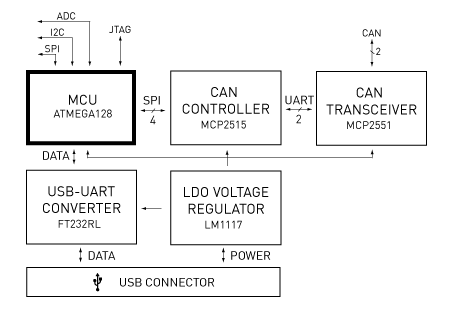 ADC
I2C
SPI
JTAG
CAN
2
MCU
ATMEGA128
SPI
4
CAN
CONTROLLER
MCP2515
UART
2
CAN
TRANSCEIVER
MCP2551
DATA
USB-UART
CONVERTER
FT232RL
LDO VOLTAGE
REGULATOR
LM1117
DATA
POWER
USB CONNECTOR